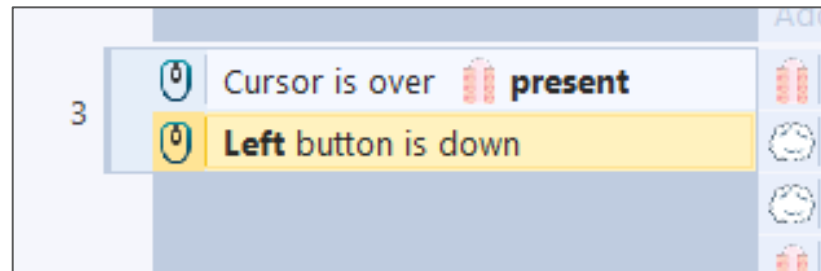 3
Cursor is over present
Left button is down